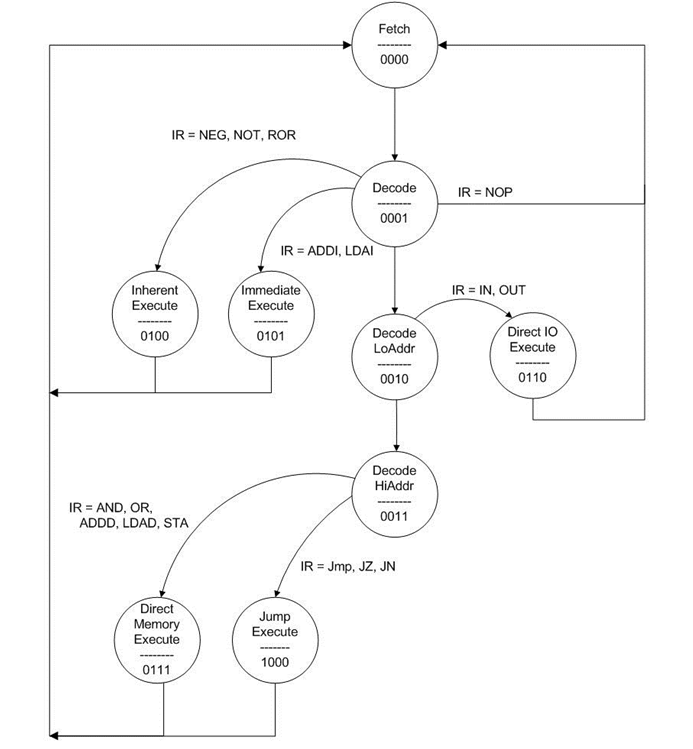 Fetch
--------
0000
IR = NEG, NOT, ROR
Decode
--------
0001
IR = NOP
IR = ADDI, LDAI
Inherent
Execute
--------
0100
Immediate
Execute
--------
0101
IR = IN, OUT
Decode
LoAddr
--------
0010
Direct IO
Execute
--------
0110
Decode
HiAddr
--------
0011
IR = AND, OR,
ADDD, LDAD, STA
IR = Jmp, JZ, JN
Direct
Memory
Execute
--------
0111
Jump
Execute
-------
1000